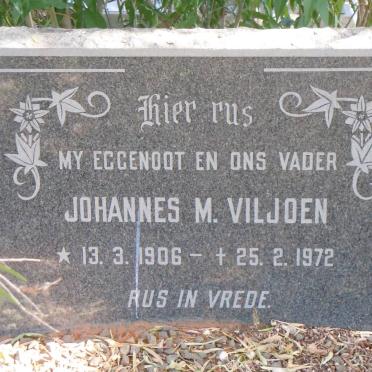 Hier rus
MY EGGENOOT EN ONS VADER
JOHANNES M. VILJOEN
★ 13. 3. 1906 – ✝ 25. 2. 1972
RUS IN VREDE.